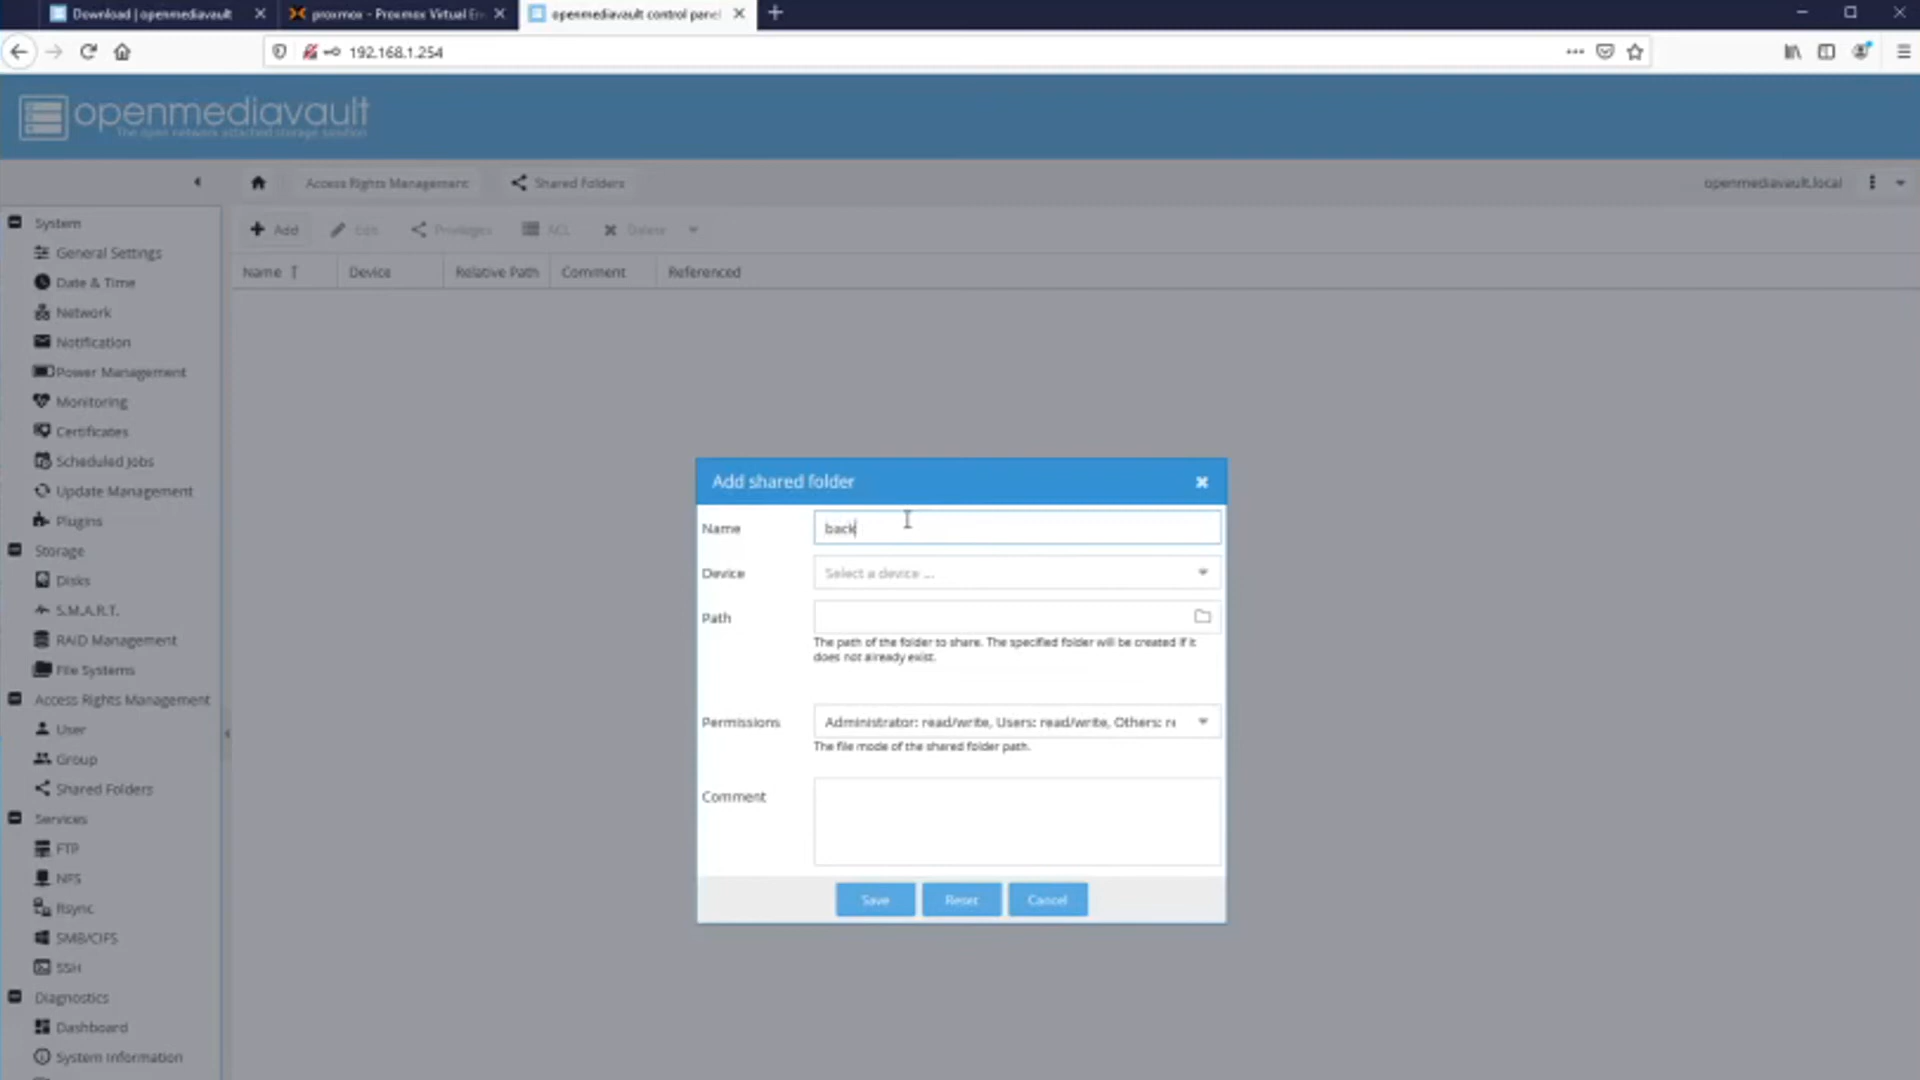 Download | openmediavault
proxmox - Proxmox Virtual En
openmediavault control panel
192.168.1.254
openmediavault
The open network attached storage solution
Access Rights Management
Shared Folders
openmediavault.local
Add
Edit
Privileges
ACL
Delete
Name
Device
Relative Path
Comment
Referenced
System
General Settings
Date & Time
Network
Notification
Power Management
Monitoring
Certificates
Scheduled Jobs
Update Management
Plugins
Storage
Disks
S.M.A.R.T.
RAID Management
File Systems
Access Rights Management
User
Group
Shared Folders
Services
FTP
NFS
Rsync
SMB/CIFS
SSH
Diagnostics
Dashboard
System Information
Add shared folder
Name
back
Device
Select a device ...
Path
The path of the folder to share. The specified folder will be created if it
does not already exist.
Permissions
Administrator: read/write, Users: read/write, Others: re
The file mode of the shared folder path.
Comment
Save
Reset
Cancel